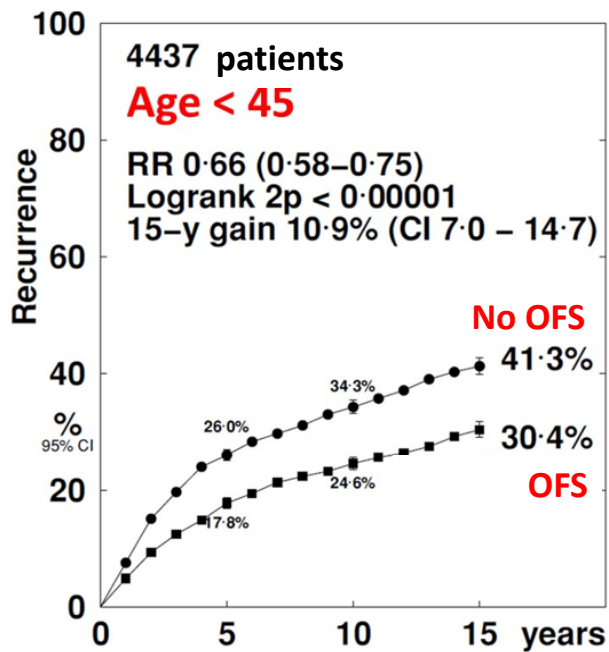 100
80
60
40
20
0
Recurrence
%
95% CI
4437 patients
Age < 45
RR 0·66 (0·58–0·75)
Logrank 2p < 0·00001
15–y gain 10·9% (CI 7·0 – 14·7)
No OFS
41·3%
34·3%
26·0%
30·4%
OFS
24·6%
17·8%
0 5 10 15 years